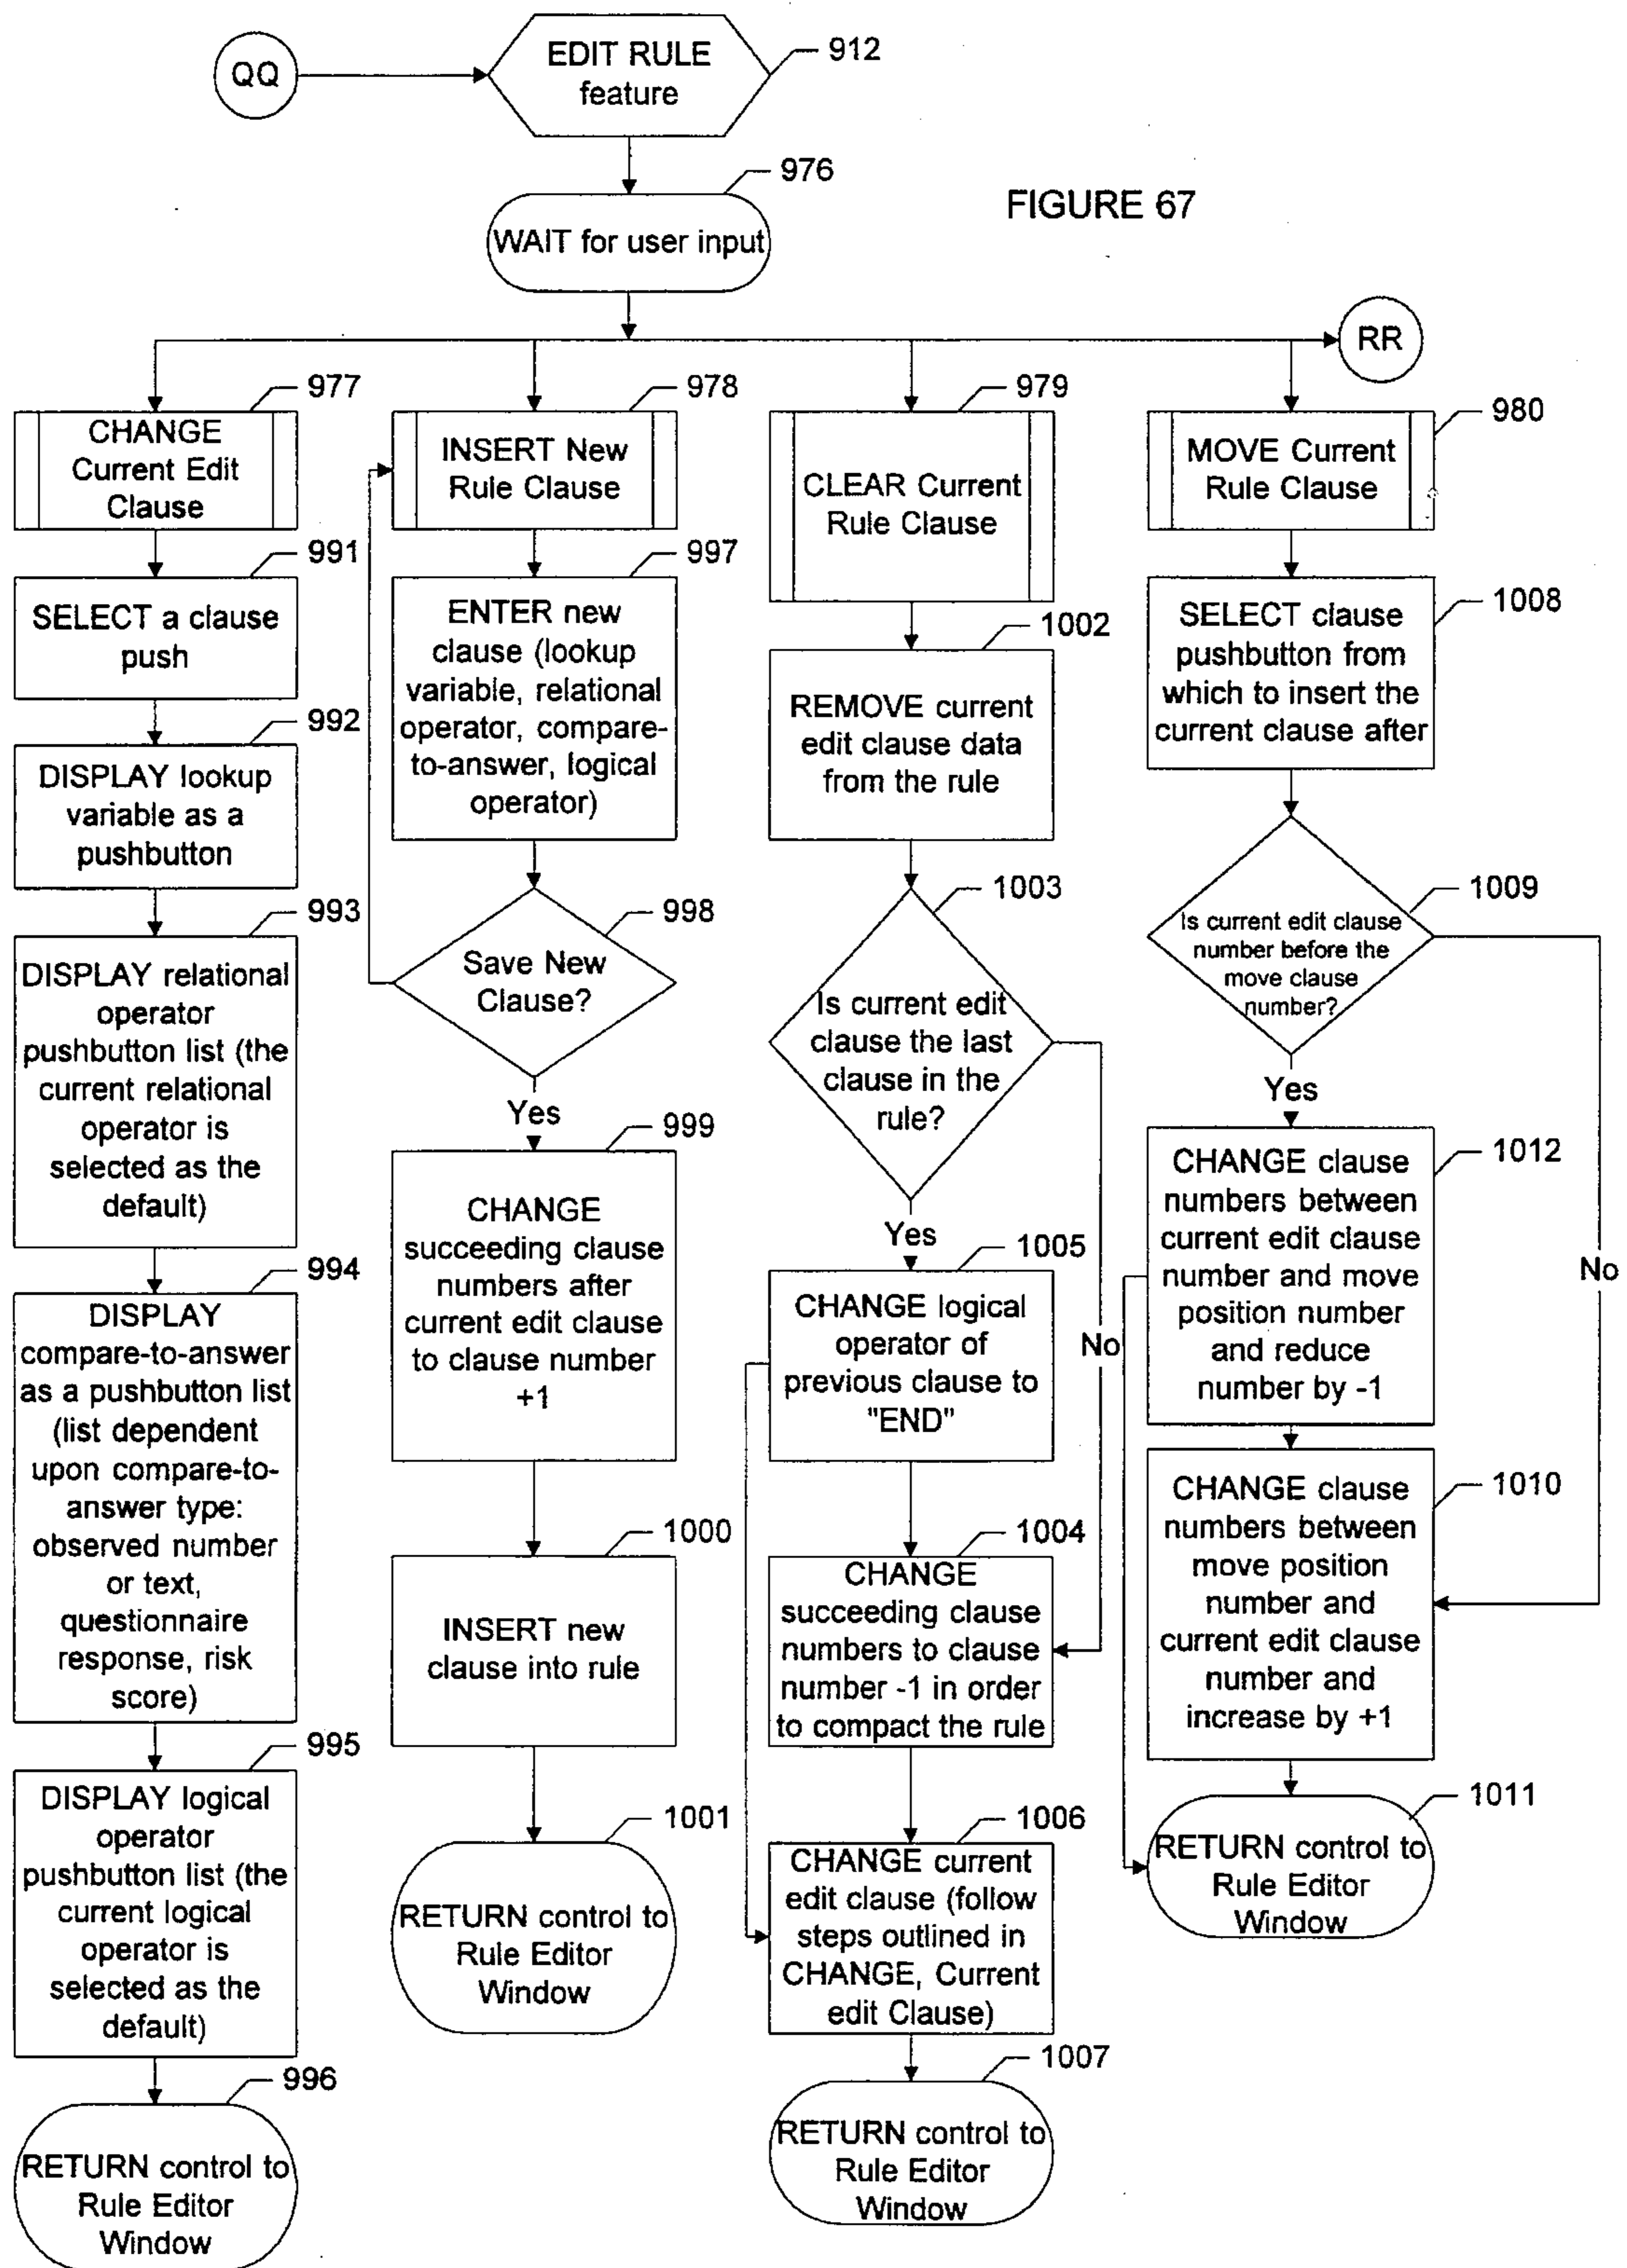 QQ
EDIT RULE
feature
912
976
WAIT for user input
FIGURE 67
RR
977
CHANGE
Current Edit
Clause
991
SELECT a clause
push
992
DISPLAY lookup
variable as a
pushbutton
993
DISPLAY relational
operator
pushbutton list (the
current relational
operator is
selected as the
default)
994
DISPLAY
compare-to-answer
as a pushbutton list
(list dependent
upon compare-to-
answer type:
observed number
or text,
questionnaire
response, risk
score)
995
DISPLAY logical
operator
pushbutton list (the
current logical
operator is
selected as the
default)
996
RETURN control to
Rule Editor
Window
978
INSERT New
Rule Clause
997
ENTER new
clause (lookup
variable, relational
operator, compare-
to-answer, logical
operator)
998
Save New
Clause?
Yes
999
CHANGE
succeeding clause
numbers after
current edit clause
to clause number
+1
1000
INSERT new
clause into rule
1001
RETURN control to
Rule Editor
Window
979
CLEAR Current
Rule Clause
1002
REMOVE current
edit clause data
from the rule
1003
Is current edit
clause the last
clause in the
rule?
Yes
No
1005
CHANGE logical
operator of
previous clause to
"END"
1004
CHANGE
succeeding clause
numbers to clause
number -1 in order
to compact the rule
1006
CHANGE current
edit clause (follow
steps outlined in
CHANGE, Current
edit Clause)
1007
RETURN control to
Rule Editor
Window
980
MOVE Current
Rule Clause
1008
SELECT clause
pushbutton from
which to insert the
current clause after
1009
Is current edit clause
number before the
move clause
number?
Yes
No
1012
CHANGE clause
numbers between
current edit clause
number and move
position number
and reduce
number by -1
1010
CHANGE clause
numbers between
move position
number and
current edit clause
number and
increase by +1
1011
RETURN control to
Rule Editor
Window